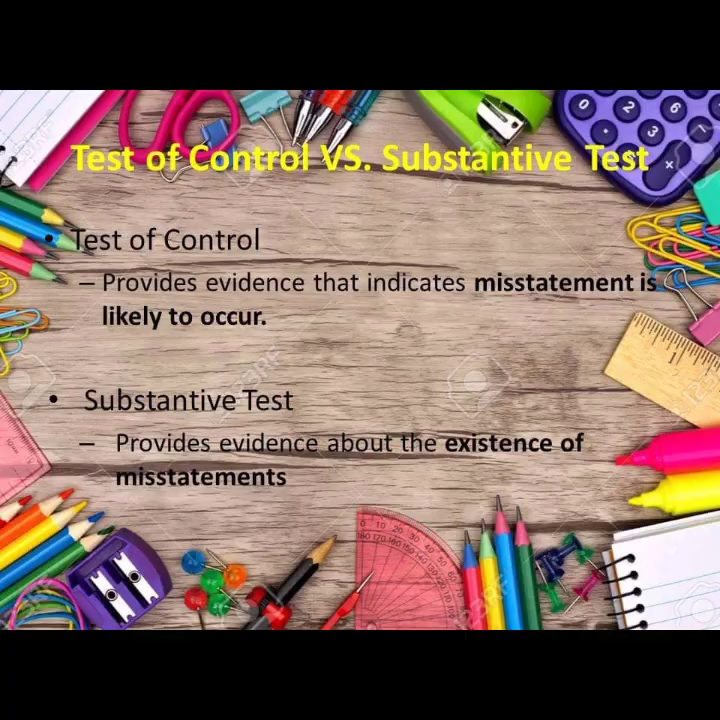 Test of Control VS. Substantive Test
• Test of Control
– Provides evidence that indicates misstatement is
likely to occur.
• Substantive Test
– Provides evidence about the existence of
misstatements